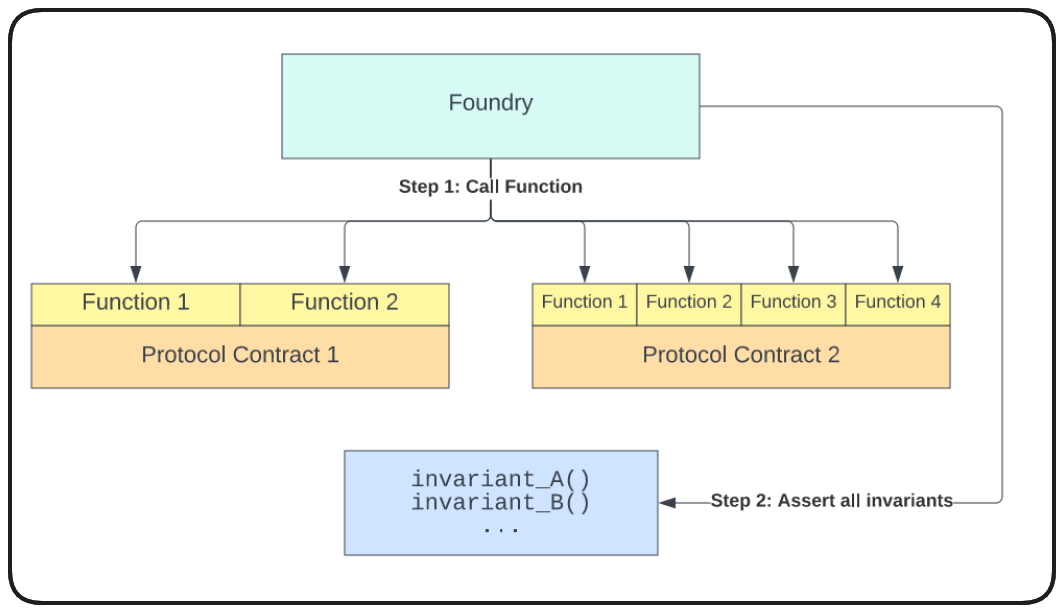 Foundry
Step 1: Call Function
Function 1
Function 2
Function 1
Function 2
Function 3
Function 4
Protocol Contract 1
Protocol Contract 2
invariant_A()
invariant_B()
...
Step 2: Assert all invariants